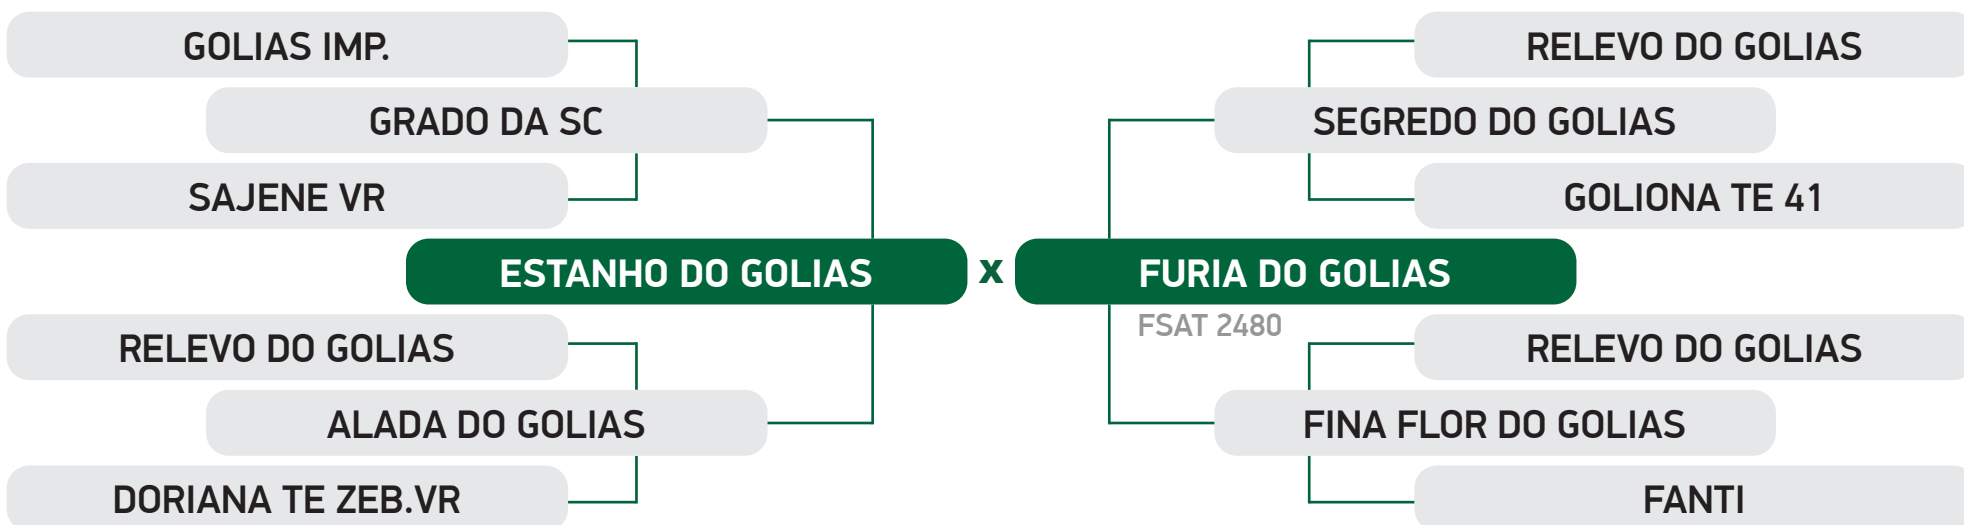 GOLIAS IMP.
RELEVO DO GOLIAS
GRADO DA SC
SEGREDO DO GOLIAS
SAJENE VR
GOLIONA TE 41
ESTANHO DO GOLIAS x FURIA DO GOLIAS
FSAT 2480
RELEVO DO GOLIAS
RELEVO DO GOLIAS
ALADA DO GOLIAS
FINA FLOR DO GOLIAS
DORIANA TE ZEB.VR
FANTI